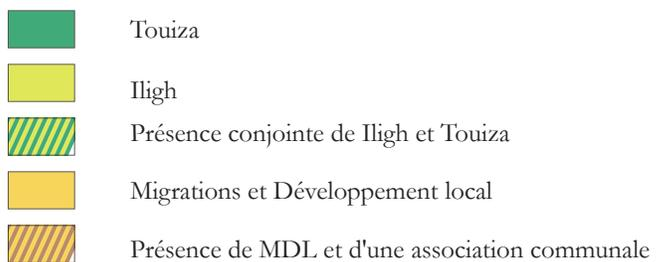 Touiza
Iligh
Présence conjointe de Iligh et Touiza
Migrations et Développement local
Présence de MDL et d'une association communale